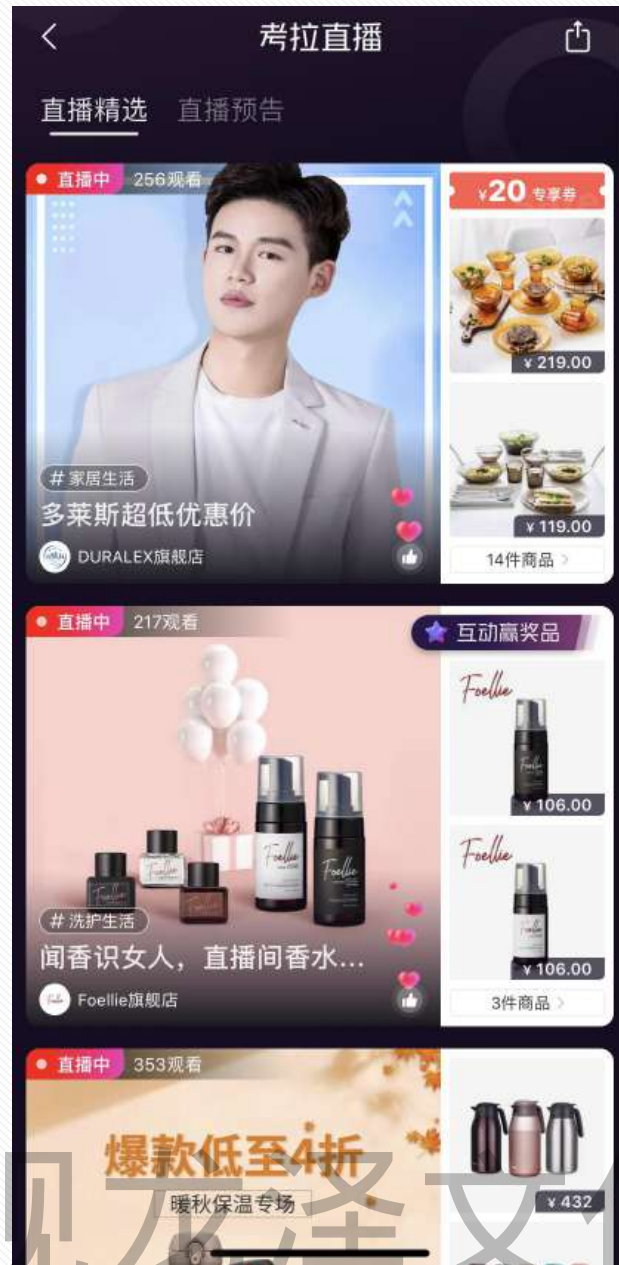 考拉直播
直播精选 直播预告
直播中 256观看
¥20 专享券
¥ 219.00
¥ 119.00
# 家居生活
多莱斯超低优惠价
DURALEX旗舰店
14件商品
直播中 217观看
互动赢奖品
Foellie
Foellie
Foellie
¥ 106.00
Foellie
¥ 106.00
# 洗护生活
闻香识女人，直播间香水...
Foellie旗舰店
3件商品
直播中 353观看
爆款低至4折
暖秋保温专场
¥ 432